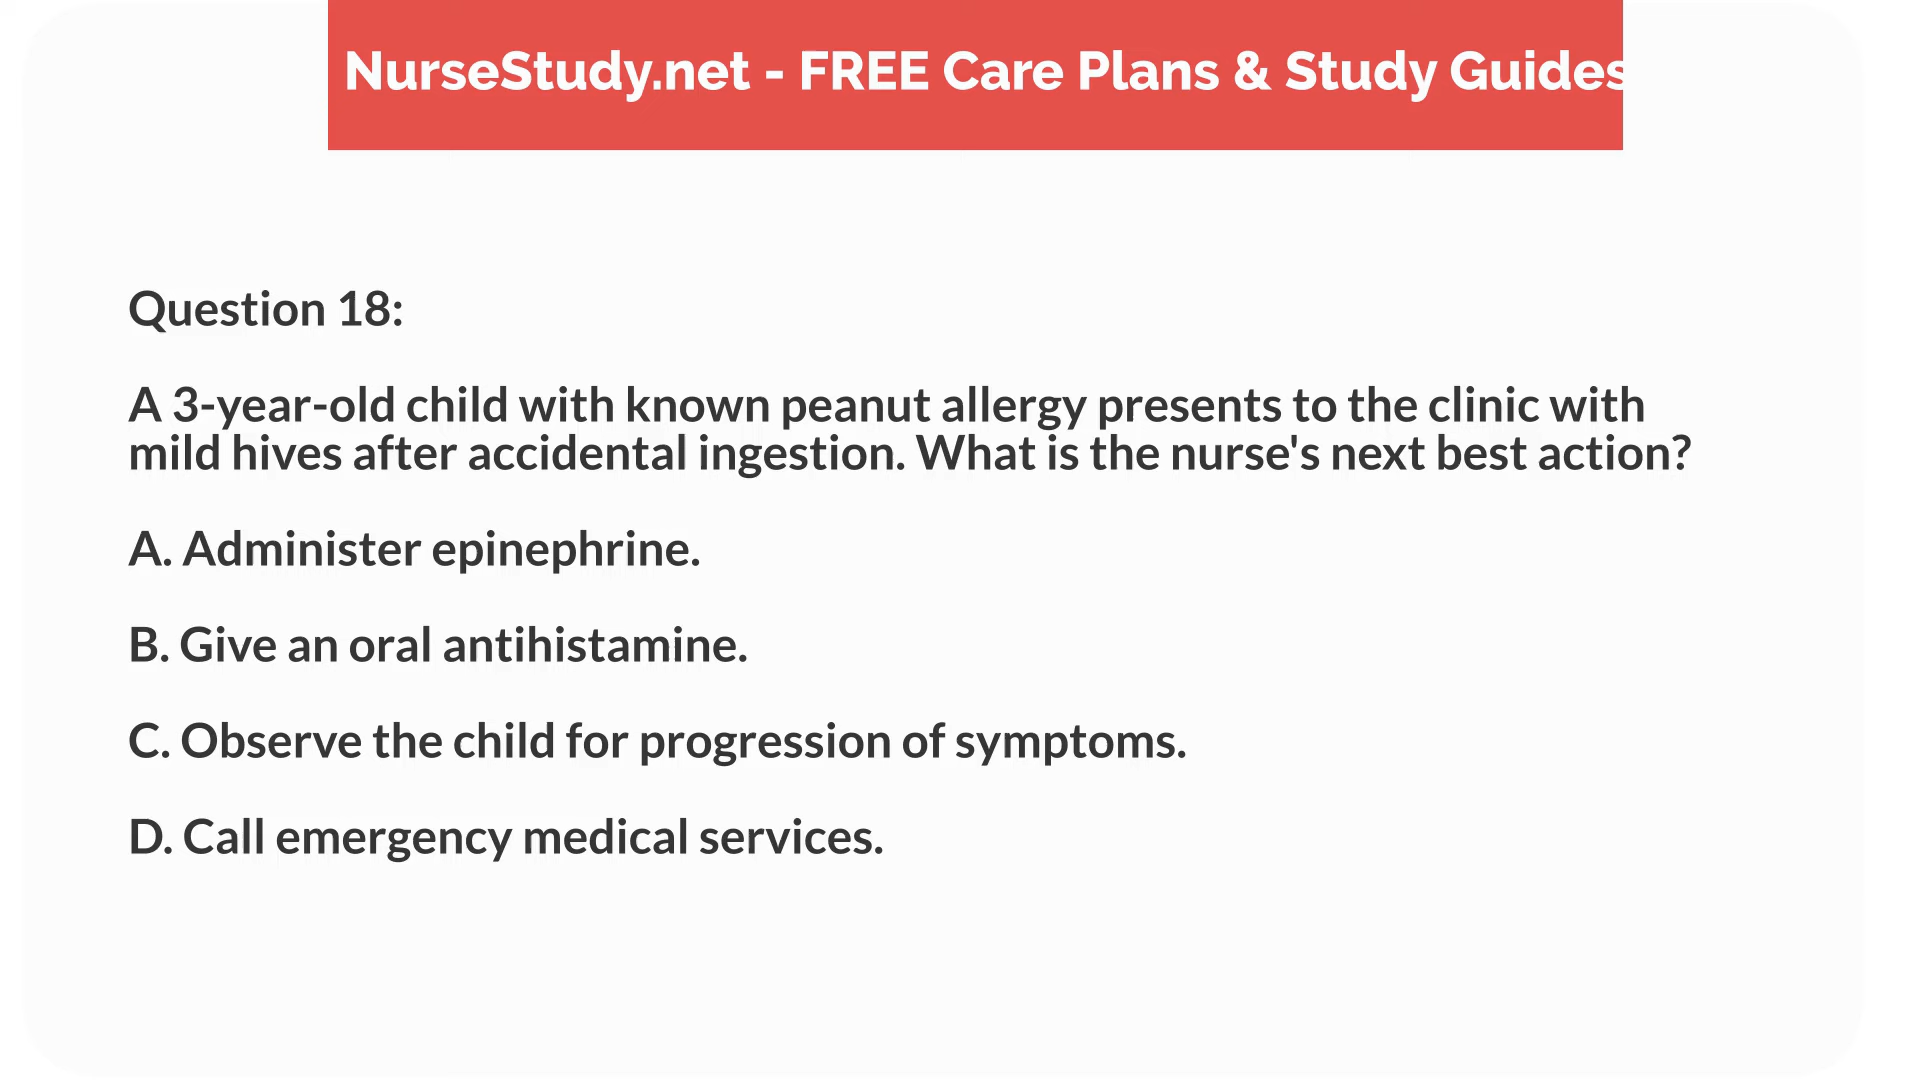 NurseStudy.net - FREE Care Plans & Study Guides
Question 18:
A 3-year-old child with known peanut allergy presents to the clinic with
mild hives after accidental ingestion. What is the nurse's next best action?
A. Administer epinephrine.
B. Give an oral antihistamine.
C. Observe the child for progression of symptoms.
D. Call emergency medical services.